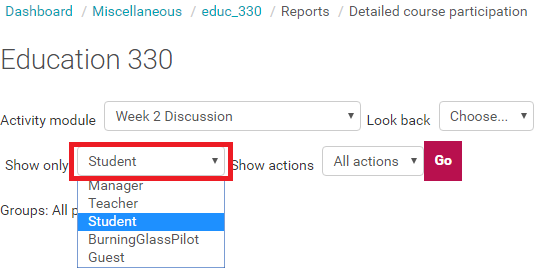 Dashboard / Miscellaneous / educ_330 / Reports / Detailed course participation
Education 330
Activity module Week 2 Discussion Look back Choose...
Show only Student Show actions All actions Go
Manager
Teacher
Groups: All
Student
BurningGlassPilot
Guest